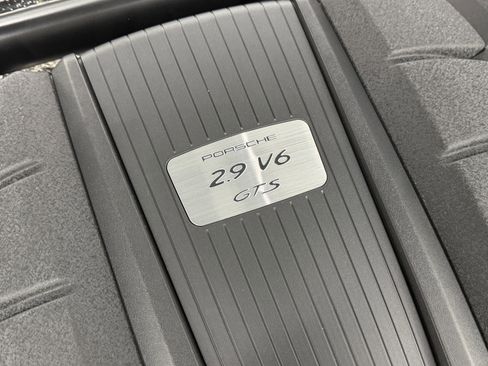 PORSCHE
2.9 V6
GTS